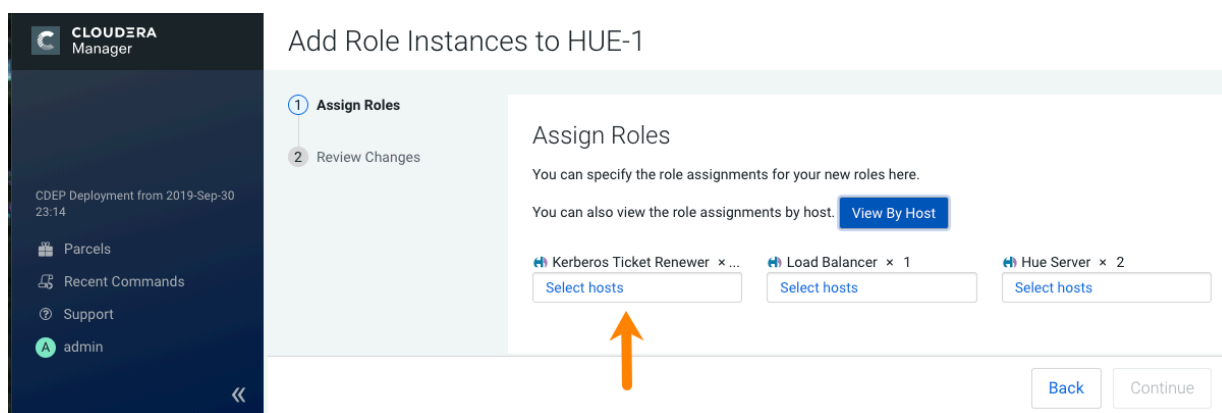 CLOUDERA
Manager
Add Role Instances to HUE-1
1 Assign Roles
2 Review Changes
CDEP Deployment from 2019-Sep-30
23:14
Parcels
Recent Commands
Support
A admin
Assign Roles
You can specify the role assignments for your new roles here.
You can also view the role assignments by host. View By Host
Kerberos Ticket Renewer × ... Load Balancer × 1 Hue Server × 2
Select hosts Select hosts Select hosts
Back Continue